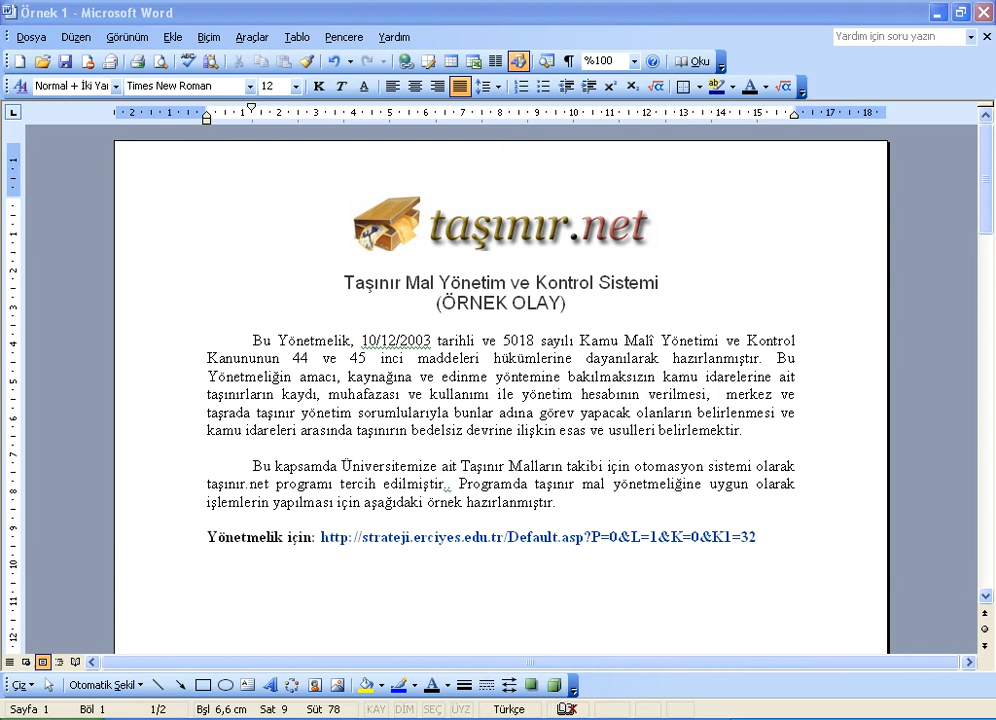 Örnek 1 - Microsoft Word
Dosya Düzen Görünüm Ekle Biçim Araçlar Tablo Pencere Yardım
Yardım için soru yazın
%100
Oku
Normal + İki Ya
Times New Roman
12
K T A
taşınır.net
Taşınır Mal Yönetim ve Kontrol Sistemi
(ÖRNEK OLAY)
Bu Yönetmelik, 10/12/2003 tarihli ve 5018 sayılı Kamu Malî Yönetimi ve Kontrol
Kanununun 44 ve 45 inci maddeleri hükümlerine dayanılarak hazırlanmıştır. Bu
Yönetmeliğin amacı, kaynağına ve edinme yöntemine bakılmaksızın kamu idarelerine ait
taşınırların kaydı, muhafazası ve kullanımı ile yönetim hesabının verilmesi, merkez ve
taşrada taşınır yönetim sorumlularıyla bunlar adına görev yapacak olanların belirlenmesi ve
kamu idareleri arasında taşınırın bedelsiz devrine ilişkin esas ve usulleri belirlemektir.
Bu kapsamda Üniversitemize ait Taşınır Malların takibi için otomasyon sistemi olarak
taşınır.net programı tercih edilmiştir.. Programda taşınır mal yönetmeliğine uygun olarak
işlemlerin yapılması için aşağıdaki örnek hazırlanmıştır.
Yönetmelik için: http://strateji.erciyes.edu.tr/Default.asp?P=0&L=1&K=0&K1=32
Çiz Otomatik Şekil
Sayfa 1 Böl 1 1/2 Bşl 6,6 cm Sat 9 Süt 78 KAY DİM SEÇ ÜYZ Türkçe